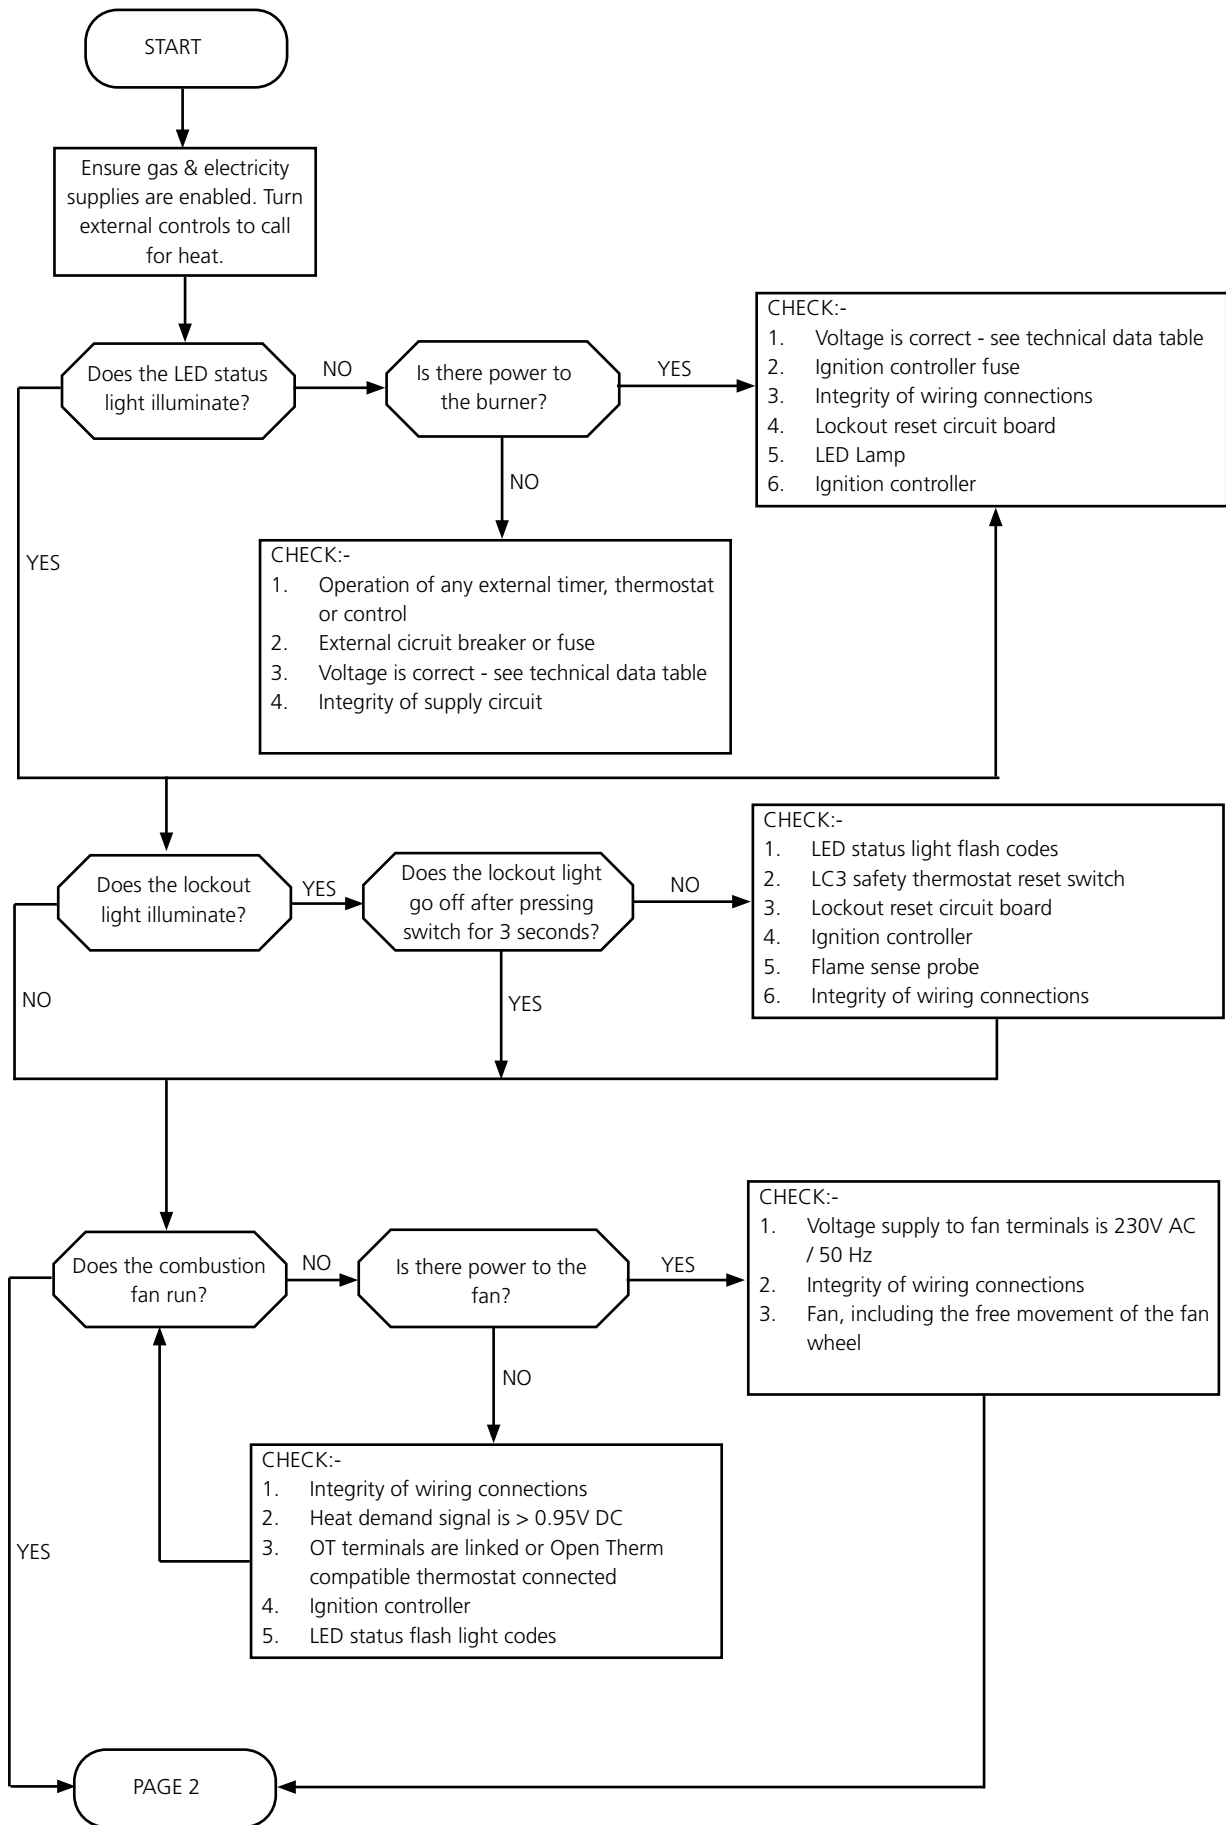 START
Ensure gas & electricity
supplies are enabled. Turn
external controls to call
for heat.
Does the LED status
light illuminate?
NO
Is there power to
the burner?
YES
CHECK:-
1. Voltage is correct - see technical data table
2. Ignition controller fuse
3. Integrity of wiring connections
4. Lockout reset circuit board
5. LED Lamp
6. Ignition controller
NO
YES
CHECK:-
1. Operation of any external timer, thermostat
or control
2. External cicruit breaker or fuse
3. Voltage is correct - see technical data table
4. Integrity of supply circuit
Does the lockout
light illuminate?
YES
Does the lockout light
go off after pressing
switch for 3 seconds?
NO
CHECK:-
1. LED status light flash codes
2. LC3 safety thermostat reset switch
3. Lockout reset circuit board
4. Ignition controller
5. Flame sense probe
6. Integrity of wiring connections
NO
YES
Does the combustion
fan run?
NO
Is there power to the
fan?
YES
CHECK:-
1. Voltage supply to fan terminals is 230V AC
/ 50 Hz
2. Integrity of wiring connections
3. Fan, including the free movement of the fan
wheel
NO
YES
CHECK:-
1. Integrity of wiring connections
2. Heat demand signal is > 0.95V DC
3. OT terminals are linked or Open Therm
compatible thermostat connected
4. Ignition controller
5. LED status flash light codes
PAGE 2